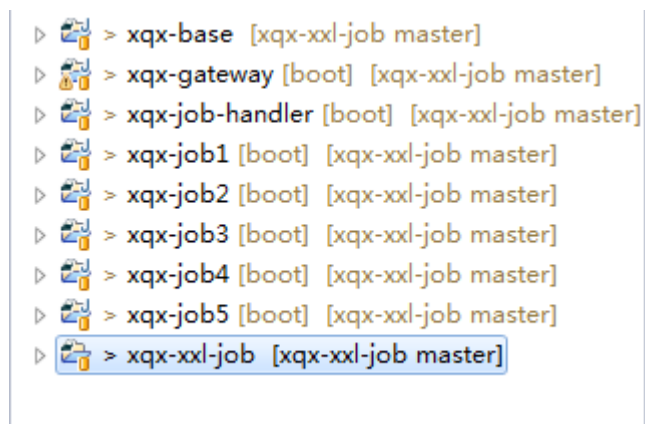 > xqx-base [xqx-xxl-job master]
> xqx-gateway [boot] [xqx-xxl-job master]
> xqx-job-handler [boot] [xqx-xxl-job master]
> xqx-job1 [boot] [xqx-xxl-job master]
> xqx-job2 [boot] [xqx-xxl-job master]
> xqx-job3 [boot] [xqx-xxl-job master]
> xqx-job4 [boot] [xqx-xxl-job master]
> xqx-job5 [boot] [xqx-xxl-job master]
> xqx-xxl-job [xqx-xxl-job master]